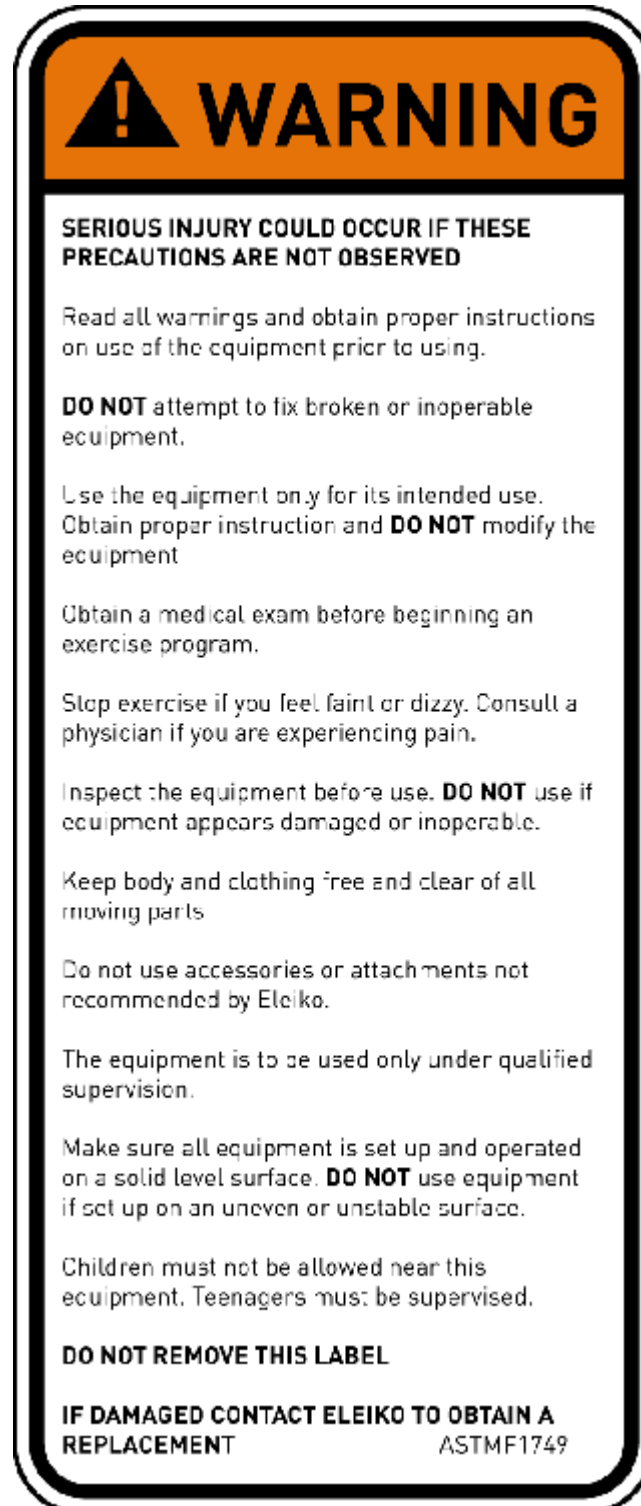 WARNING
SERIOUS INJURY COULD OCCUR IF THESE
PRECAUTIONS ARE NOT OBSERVED
Read all warnings and obtain proper instructions
on use of the equipment prior to using.
DO NOT attempt to fix broken or inoperable
equipment.
Use the equipment only for its intended use.
Obtain proper instruction and DO NOT modify the
equipment
Obtain a medical exam before beginning an
exercise program.
Stop exercise if you feel faint or dizzy. Consult a
physician if you are experiencing pain.
Inspect the equipment before use. DO NOT use if
equipment appears damaged or inoperable.
Keep body and clothing free and clear of all
moving parts
Do not use accessories or attachments not
recommended by Eleiko.
The equipment is to be used only under qualified
supervision.
Make sure all equipment is set up and operated
on a solid level surface. DO NOT use equipment
if set up on an uneven or unstable surface.
Children must not be allowed near this
equipment. Teenagers must be supervised.
DO NOT REMOVE THIS LABEL
IF DAMAGED CONTACT ELEIKO TO OBTAIN A
REPLACEMENT ASTMF1749